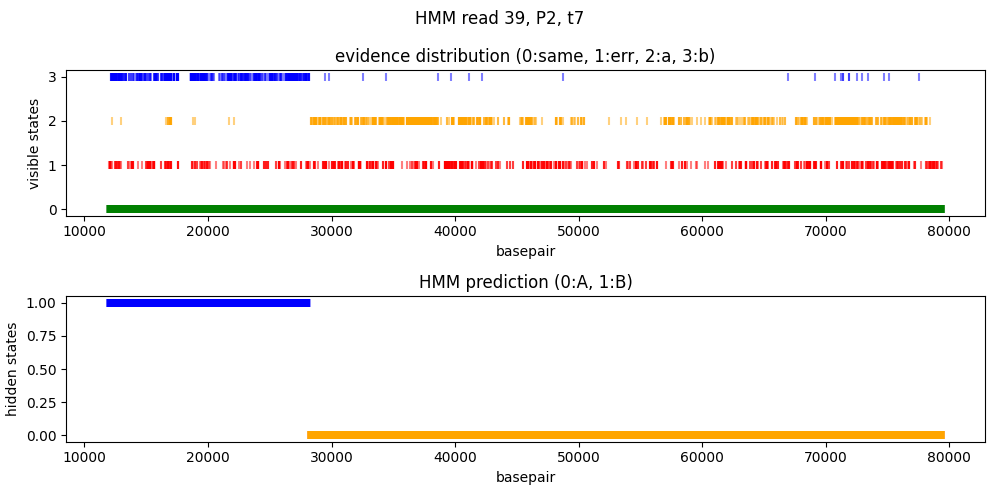 HMM read 39, P2, t7
evidence distribution (0:same, 1:err, 2:a, 3:b)
visible states
3
2
1
0
10000 20000 30000 40000 50000 60000 70000 80000
basepair
HMM prediction (0:A, 1:B)
hidden states
1.00
0.75
0.50
0.25
0.00
10000 20000 30000 40000 50000 60000 70000 80000
basepair